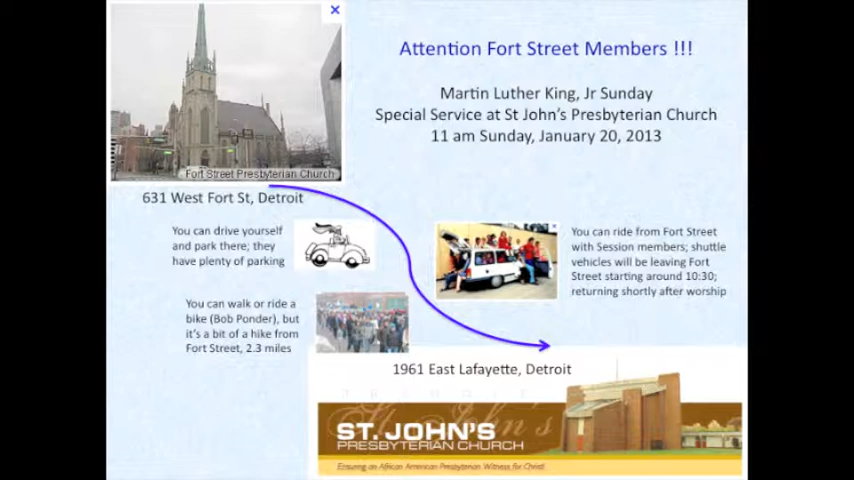 Attention Fort Street Members !!!
Martin Luther King, Jr Sunday
Special Service at St John's Presbyterian Church
11 am Sunday, January 20, 2013
Fort Street Presbyterian Church
631 West Fort St, Detroit
You can drive yourself
and park there; they
have plenty of parking
You can ride from Fort Street
with Session members; shuttle
vehicles will be leaving Fort
Street starting around 10:30;
returning shortly after worship
You can walk or ride a
bike (Bob Ponder), but
it's a bit of a hike from
Fort Street, 2.3 miles
1961 East Lafayette, Detroit
St. John's
ST. JOHN'S
PRESBYTERIAN CHURCH
Ensuring an African American Presbyterian Witness for Christ!